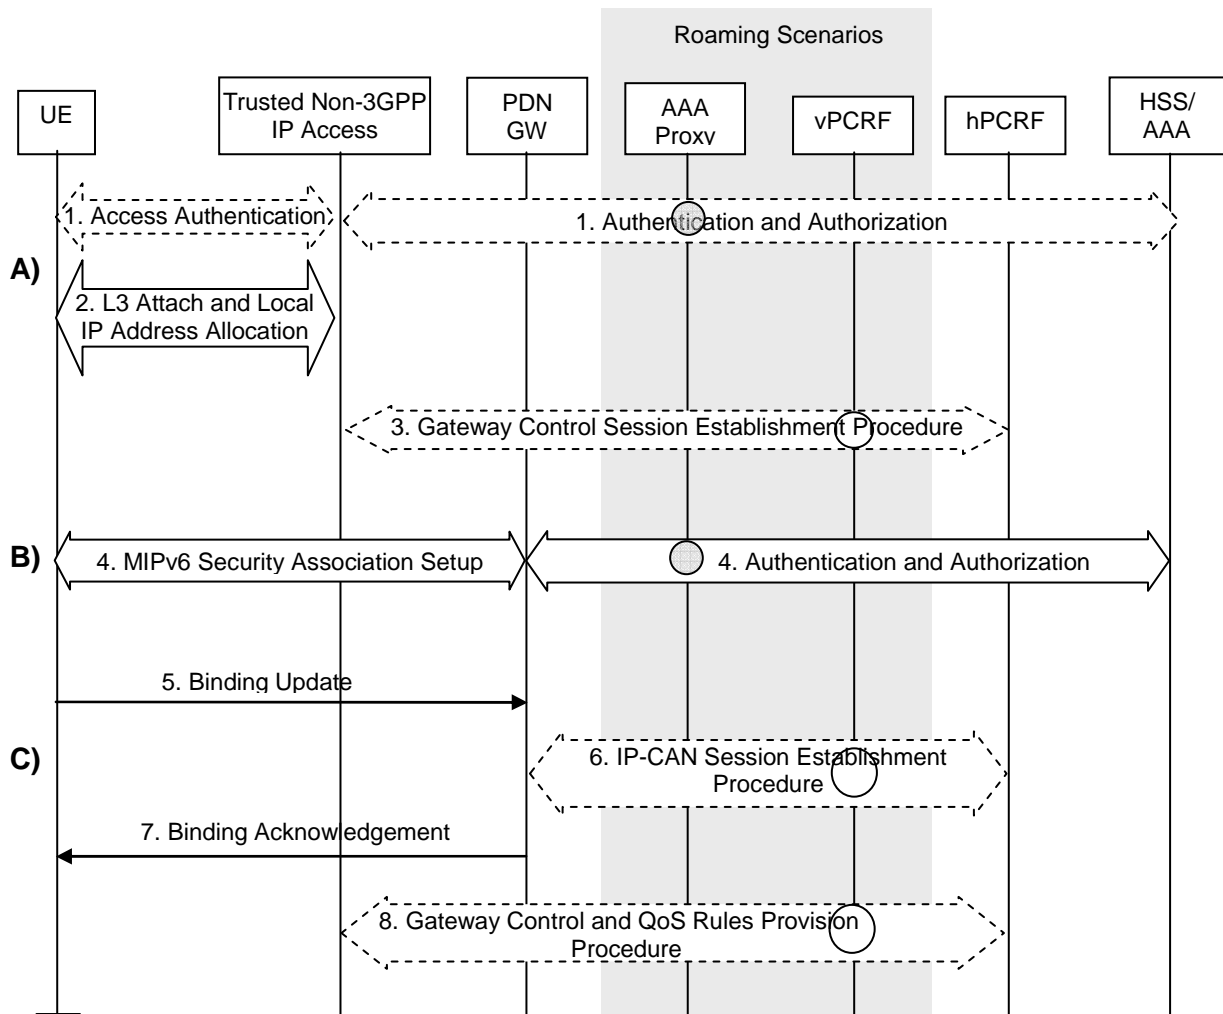 Roaming Scenarios
UE
Trusted Non-3GPP
IP Access
PDN
GW
AAA
Proxy
vPCRF
hPCRF
HSS/
AAA
1. Access Authentication
1. Authentication and Authorization
A)
2. L3 Attach and Local
IP Address Allocation
3. Gateway Control Session Establishment Procedure
B)
4. MIPv6 Security Association Setup
4. Authentication and Authorization
5. Binding Update
C)
6. IP-CAN Session Establishment
Procedure
7. Binding Acknowledgement
8. Gateway Control and QoS Rules Provision
Procedure